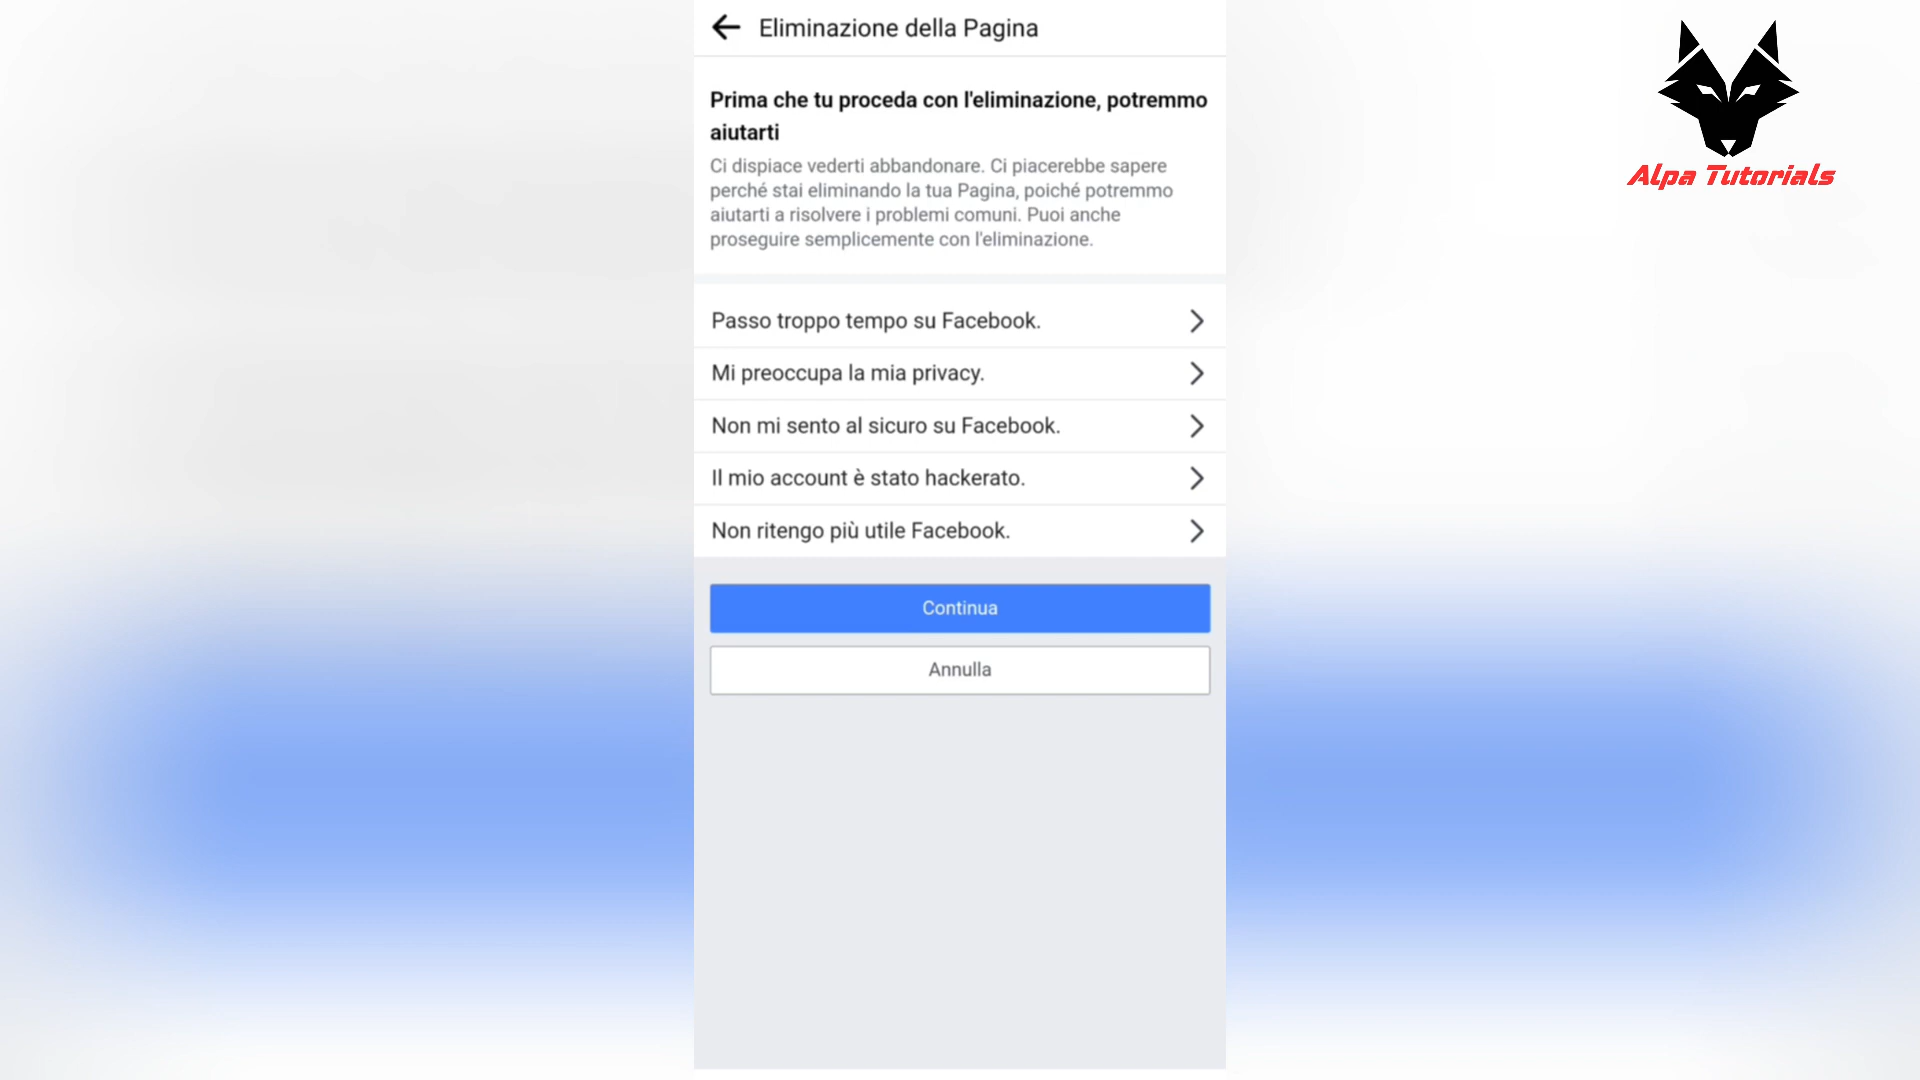 Eliminazione della Pagina
Alpa Tutorials
Prima che tu proceda con l'eliminazione, potremmo
aiutarti
Ci dispiace vederti abbandonare. Ci piacerebbe sapere
perché stai eliminando la tua Pagina, poiché potremmo
aiutarti a risolvere i problemi comuni. Puoi anche
proseguire semplicemente con l'eliminazione.
Passo troppo tempo su Facebook.
Mi preoccupa la mia privacy.
Non mi sento al sicuro su Facebook.
Il mio account è stato hackerato.
Non ritengo più utile Facebook.
Continua
Annulla